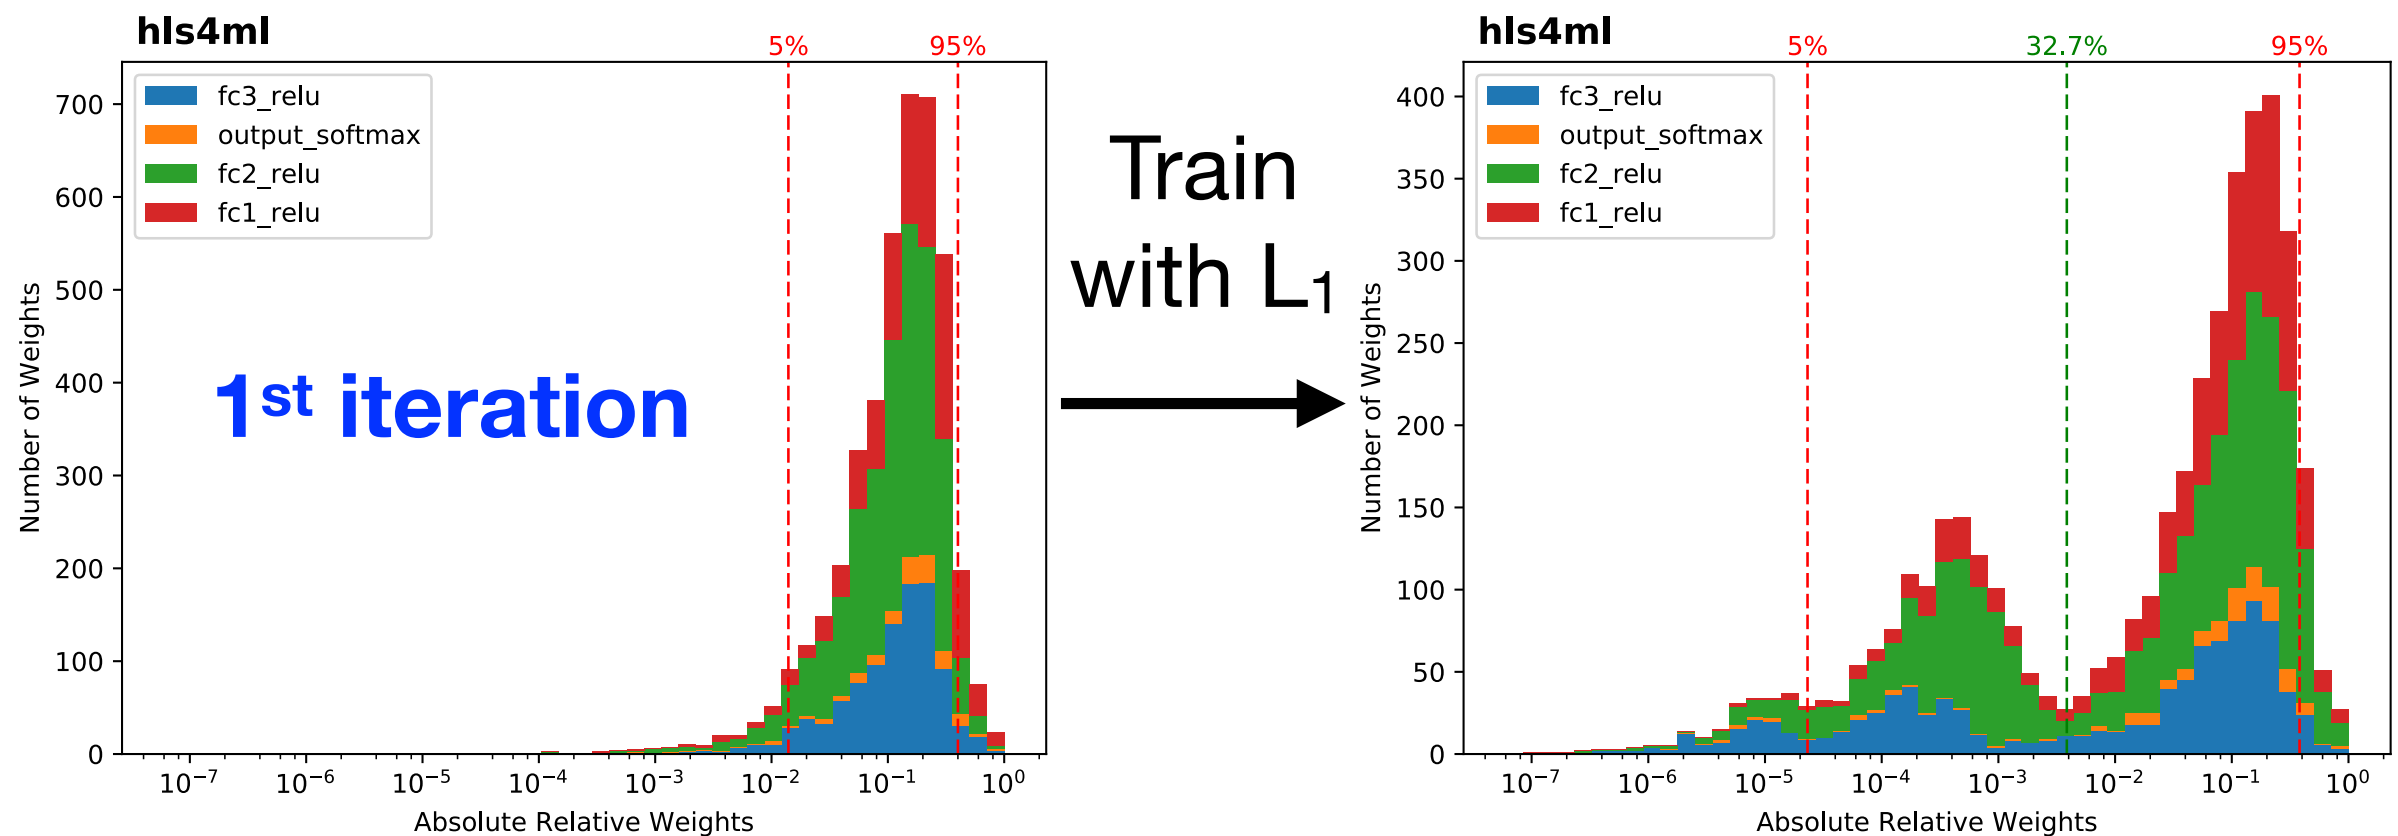 hls4ml
5% 95%
fc3_relu
output_softmax
fc2_relu
fc1_relu
700
600
500
400
300
200
100
0
Number of Weights
1st iteration
10⁻⁷ 10⁻⁶ 10⁻⁵ 10⁻⁴ 10⁻³ 10⁻² 10⁻¹ 10⁰
Absolute Relative Weights
Train
with L₁
hls4ml
5% 32.7% 95%
fc3_relu
output_softmax
fc2_relu
fc1_relu
400
350
300
250
200
150
100
50
0
Number of Weights
10⁻⁷ 10⁻⁶ 10⁻⁵ 10⁻⁴ 10⁻³ 10⁻² 10⁻¹ 10⁰
Absolute Relative Weights